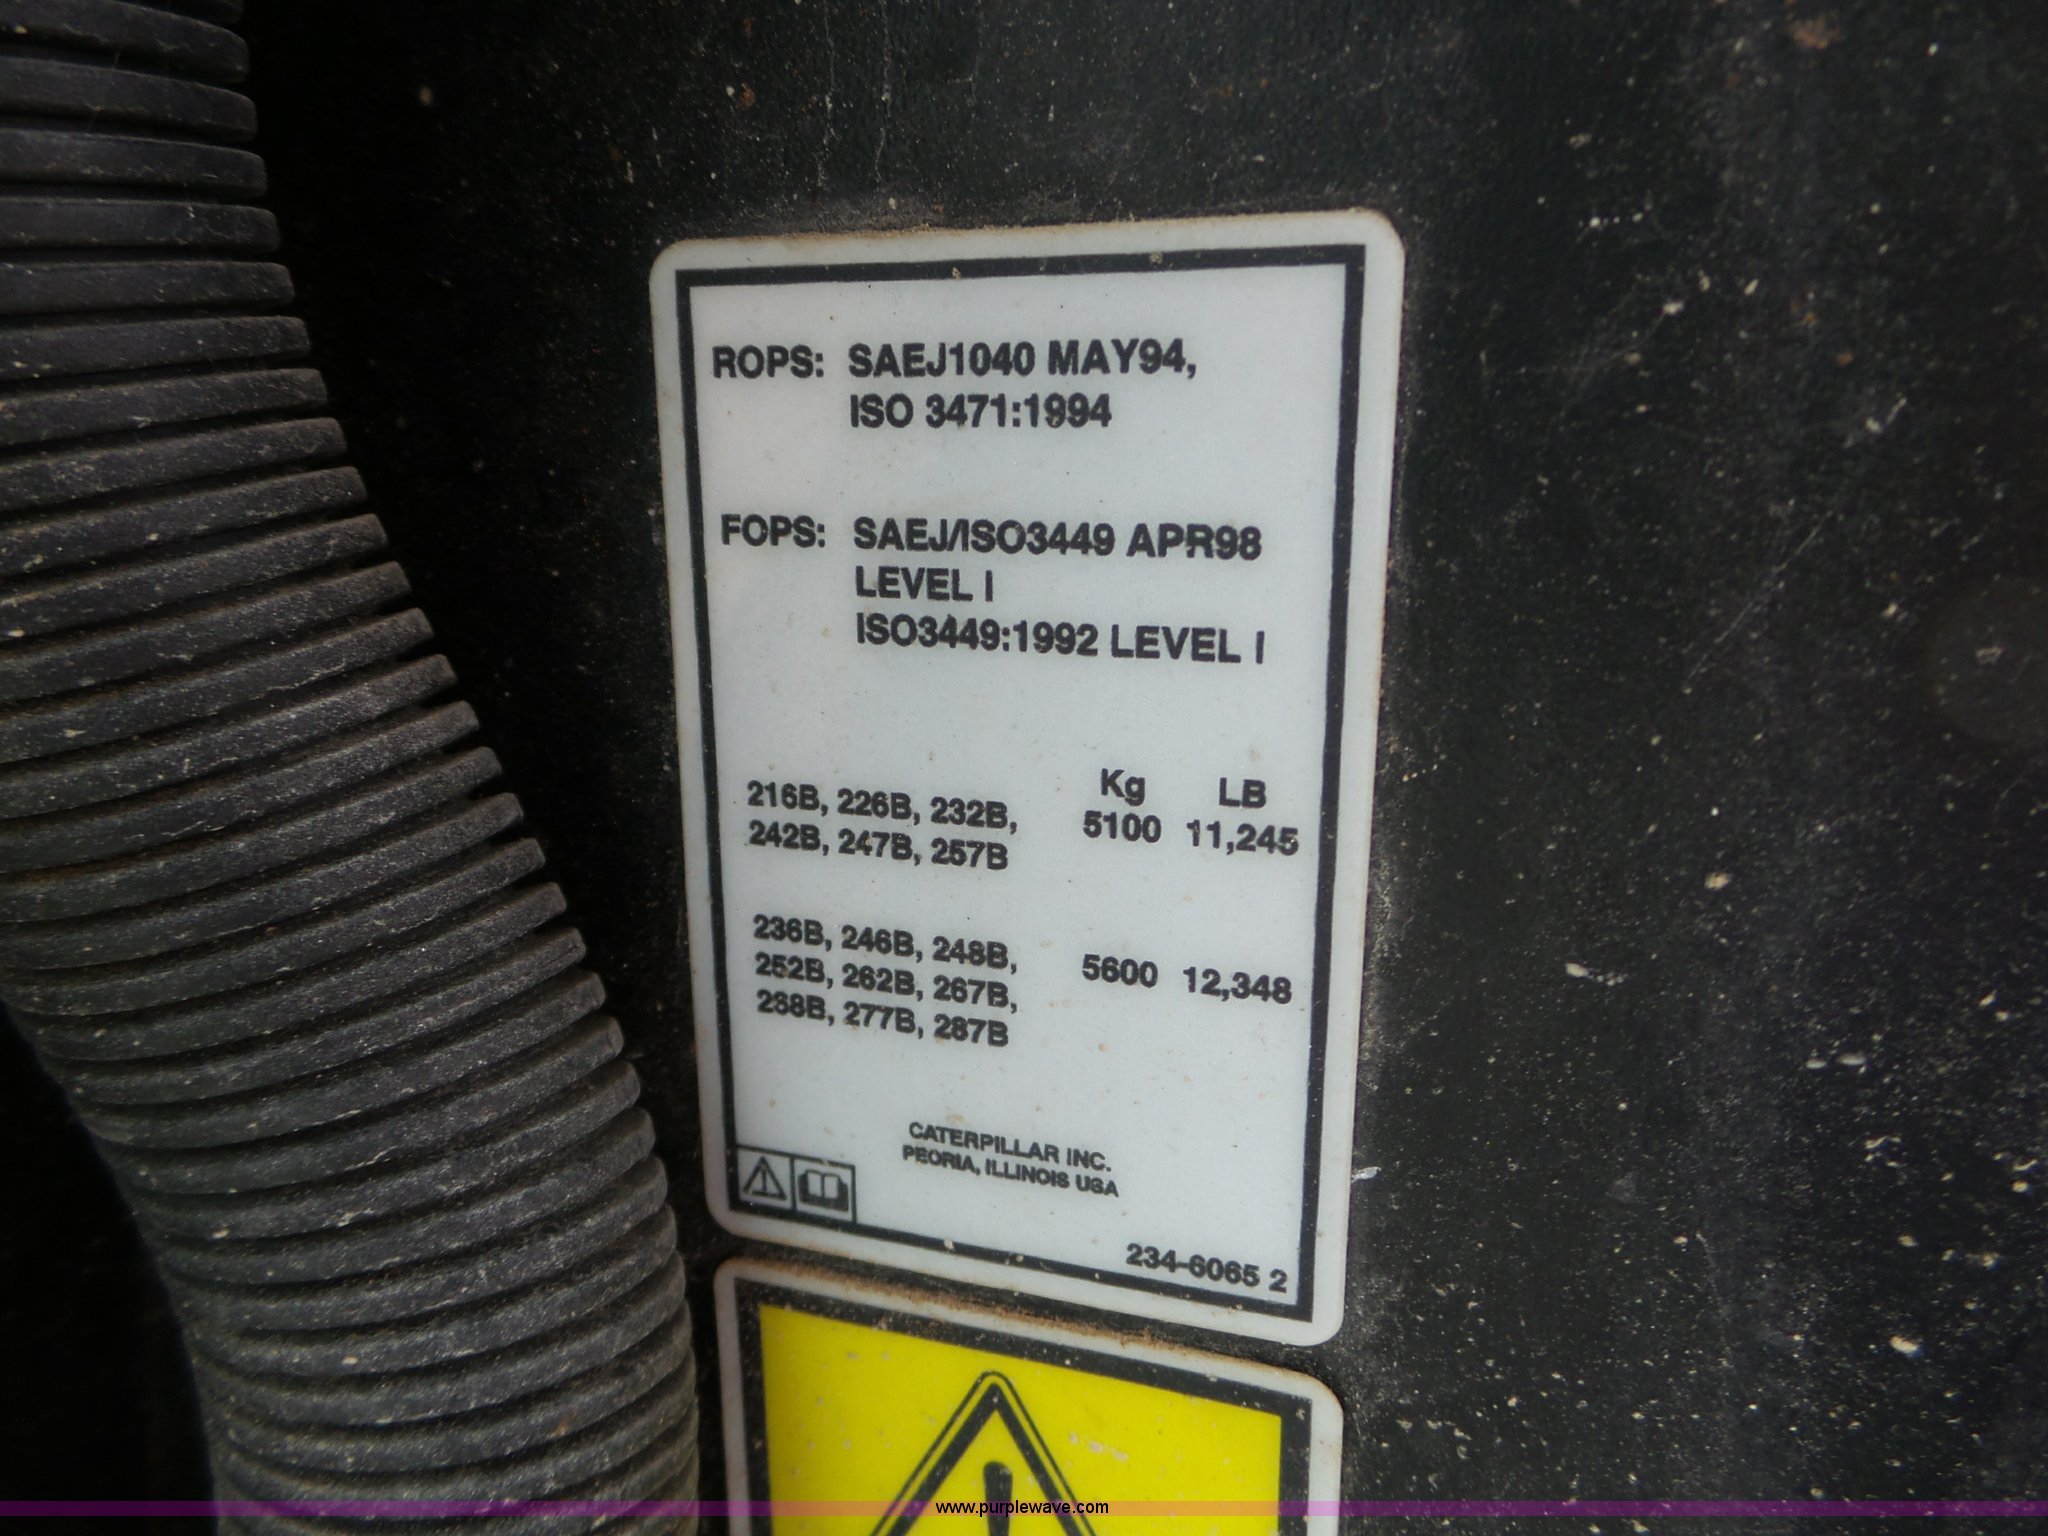 ROPS: SAEJ1040 MAY94,
ISO 3471:1994
FOPS: SAEJ/ISO3449 APR98
LEVEL I
ISO3449:1992 LEVEL I
Kg LB
216B, 226B, 232B, 5100 11,245
242B, 247B, 257B
236B, 246B, 248B, 5600 12,348
252B, 262B, 267B,
268B, 277B, 287B
CATERPILLAR INC.
PEORIA, ILLINOIS USA
234-6065 2
www.purplewave.com